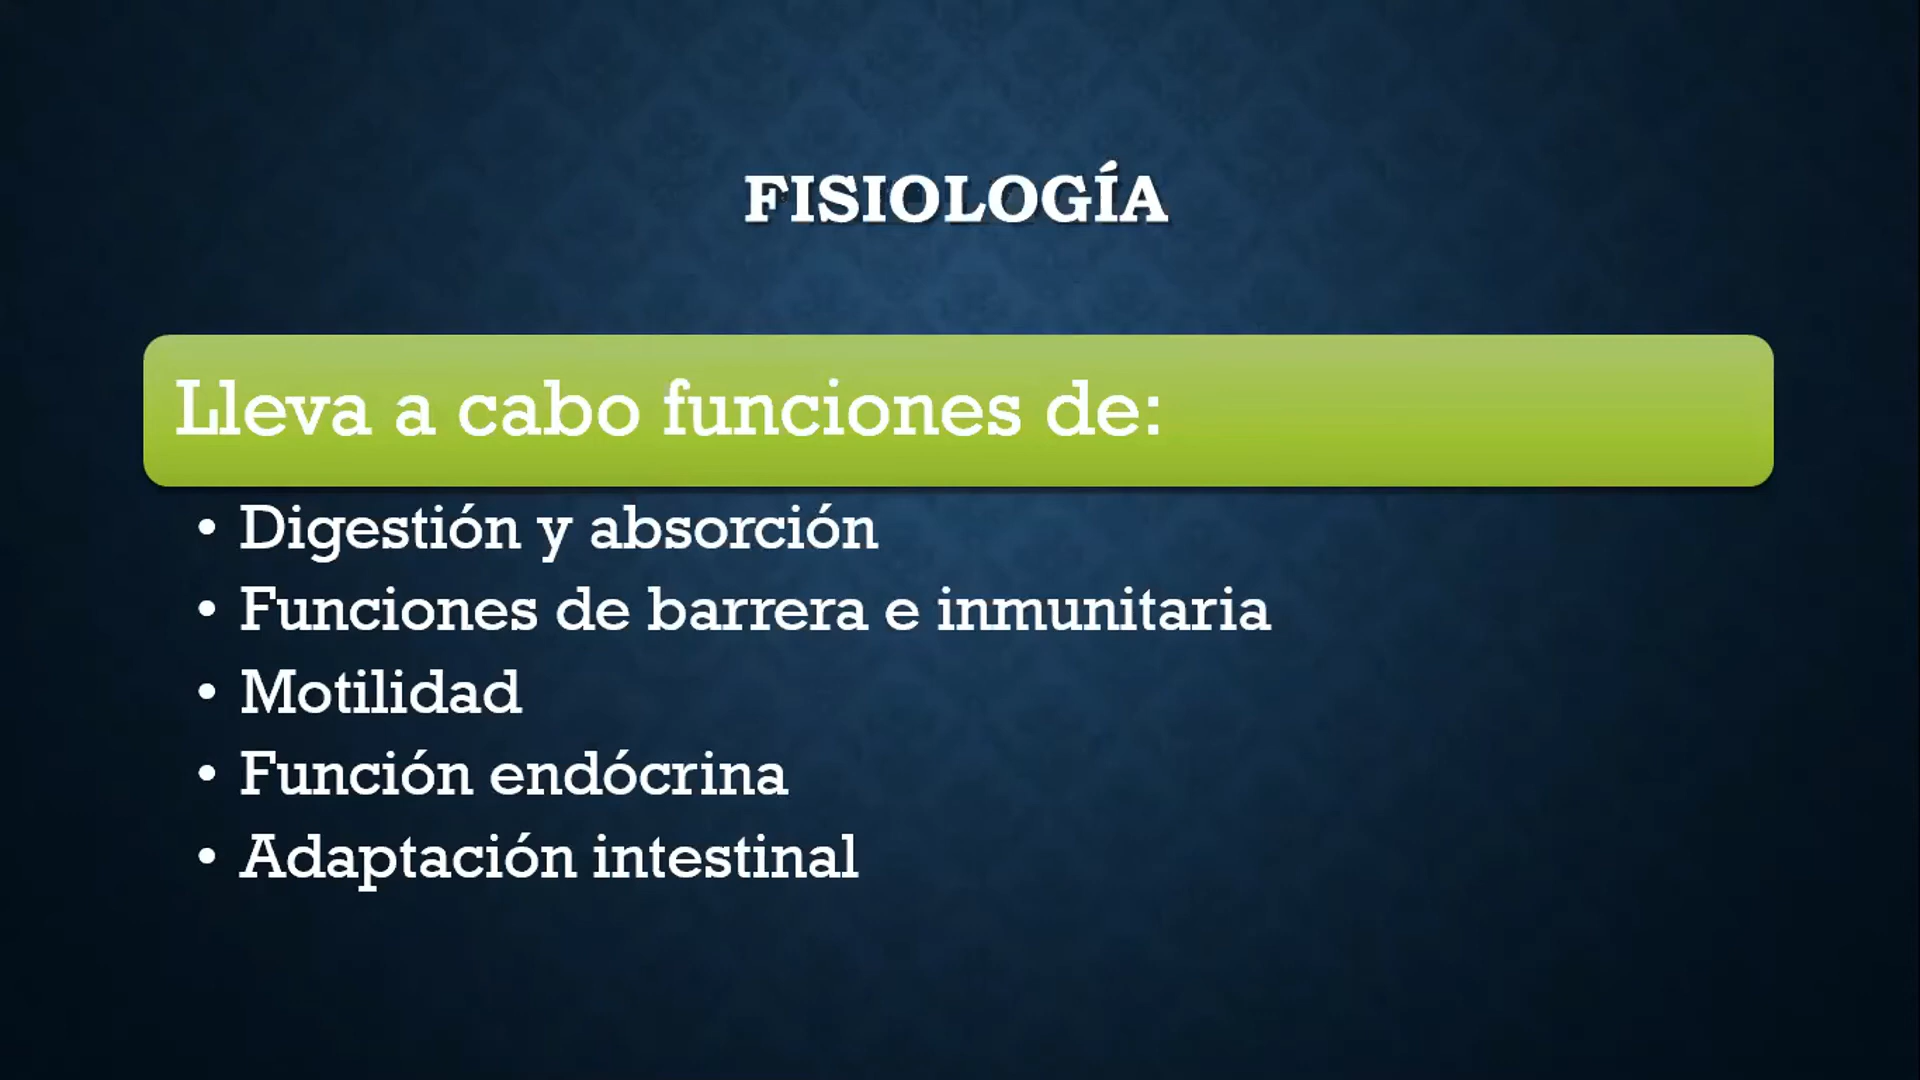 FISIOLOGÍA
Lleva a cabo funciones de:
• Digestión y absorción
• Funciones de barrera e inmunitaria
• Motilidad
• Función endócrina
• Adaptación intestinal